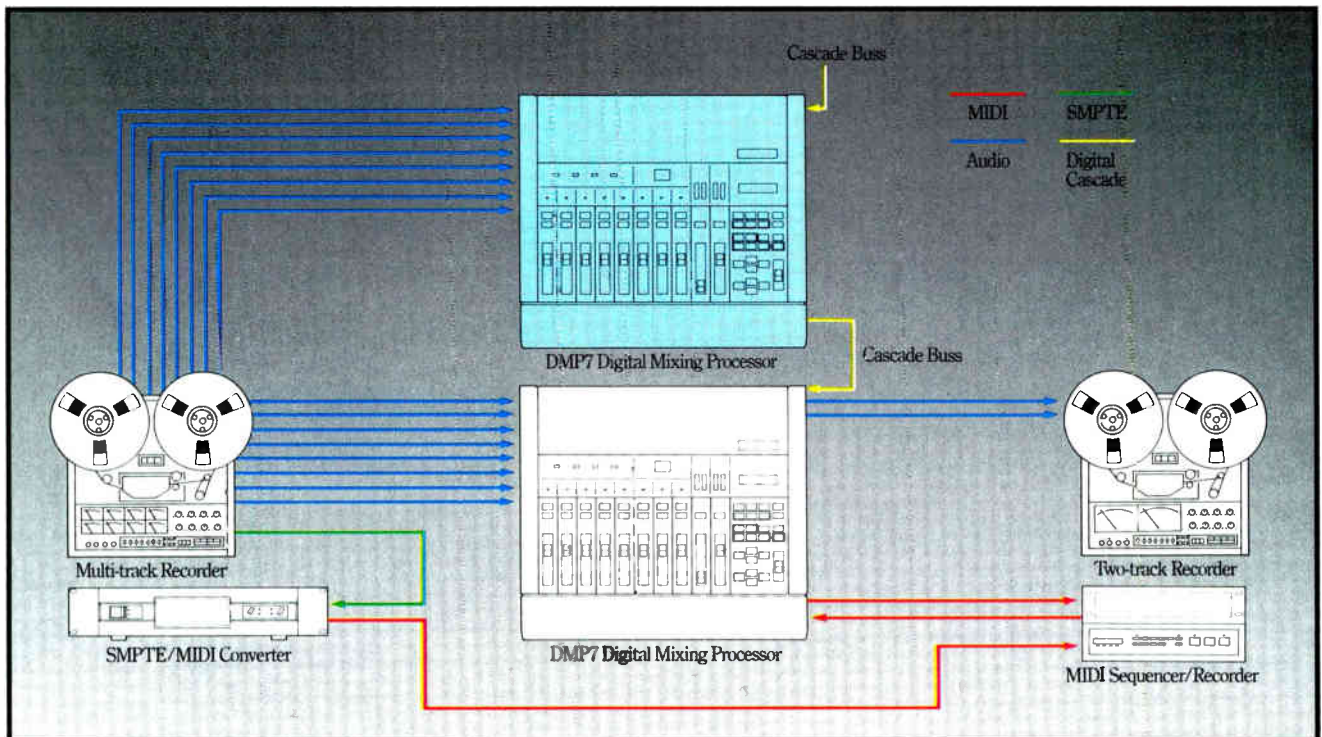 Cascade Buss
MIDI
SMPTE
Audio
Digital
Cascade
DMP7 Digital Mixing Processor
Cascade Buss
Multi-track Recorder
Two-track Recorder
SMPTE/MIDI Converter
DMP7 Digital Mixing Processor
MIDI Sequencer/Recorder